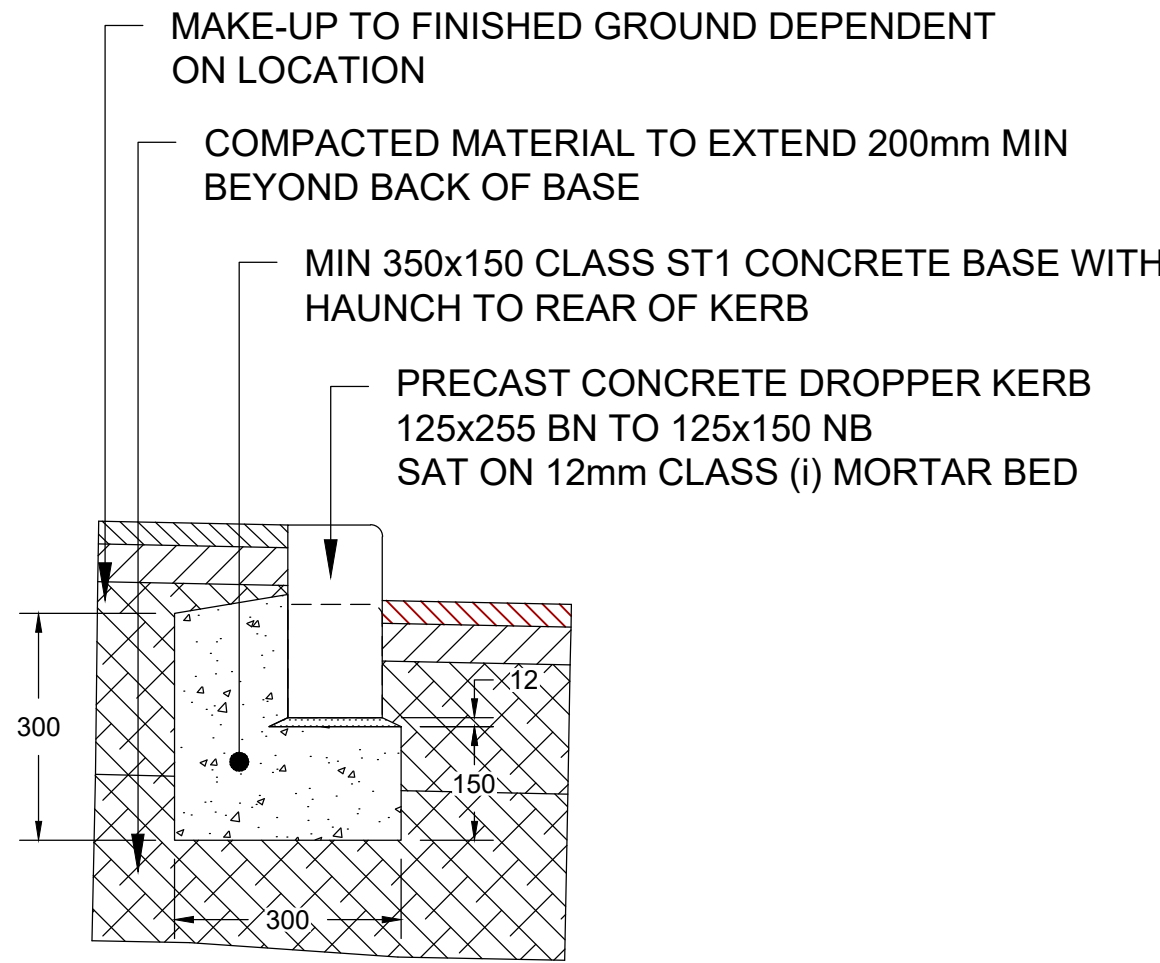 MAKE-UP TO FINISHED GROUND DEPENDENT
ON LOCATION
COMPACTED MATERIAL TO EXTEND 200mm MIN
BEYOND BACK OF BASE
MIN 350x150 CLASS ST1 CONCRETE BASE WITH
HAUNCH TO REAR OF KERB
PRECAST CONCRETE DROPPER KERB
125x255 BN TO 125x150 NB
SAT ON 12mm CLASS (i) MORTAR BED
12
300
150
300